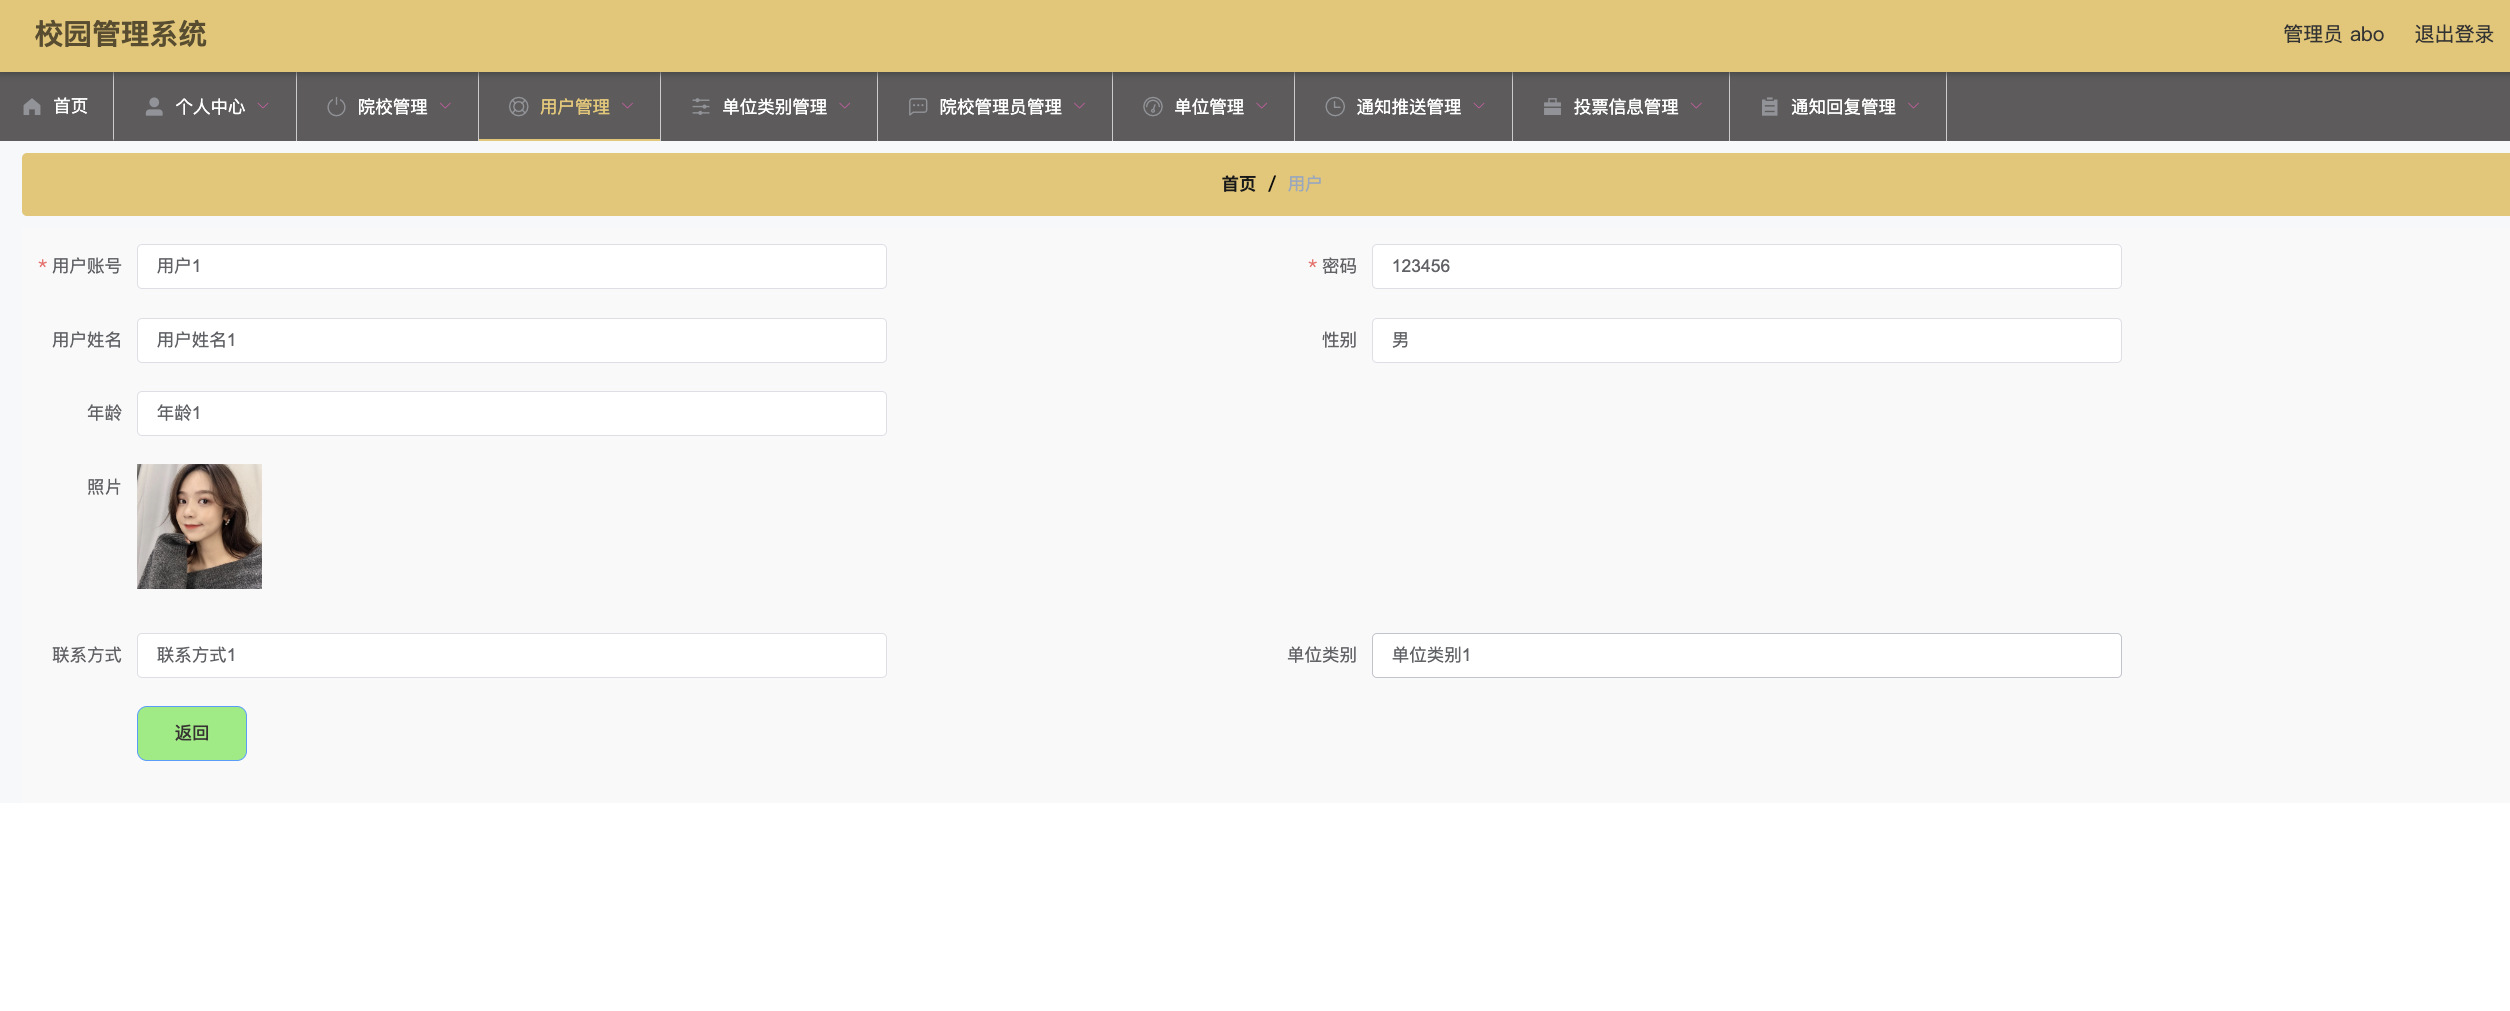 校园管理系统
管理员 abo 退出登录
首页 个人中心 院校管理 用户管理 单位类别管理 院校管理员管理 单位管理 通知推送管理 投票信息管理 通知回复管理
首页 / 用户
* 用户账号 用户1 * 密码 123456
用户姓名 用户姓名1 性别 男
年龄 年龄1
照片
联系方式 联系方式1 单位类别 单位类别1
返回